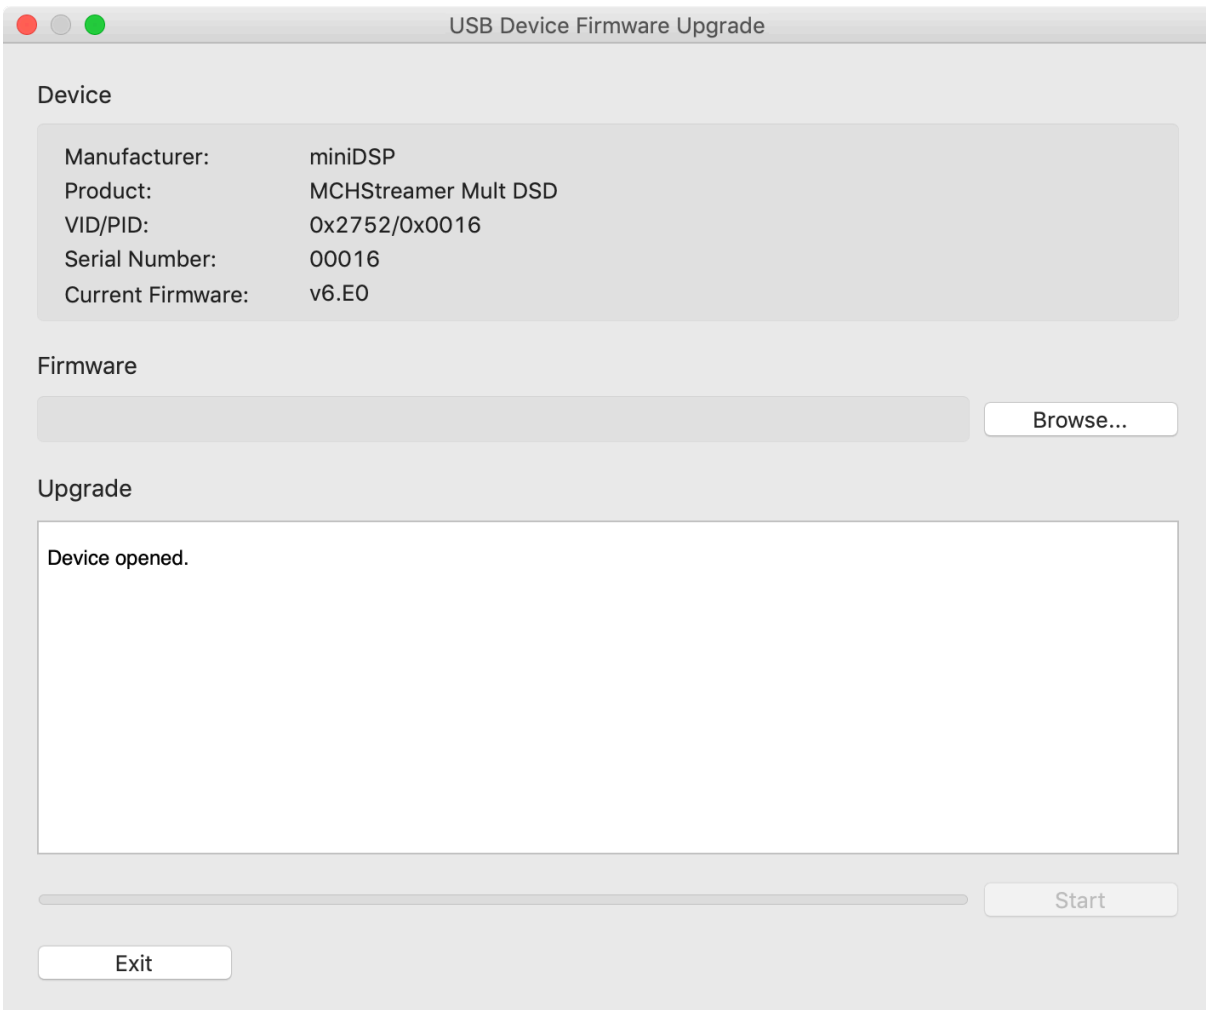 USB Device Firmware Upgrade
Device
Manufacturer: miniDSP
Product: MCHStreamer Mult DSD
VID/PID: 0x2752/0x0016
Serial Number: 00016
Current Firmware: v6.E0
Firmware
Browse...
Upgrade
Device opened.
Start
Exit